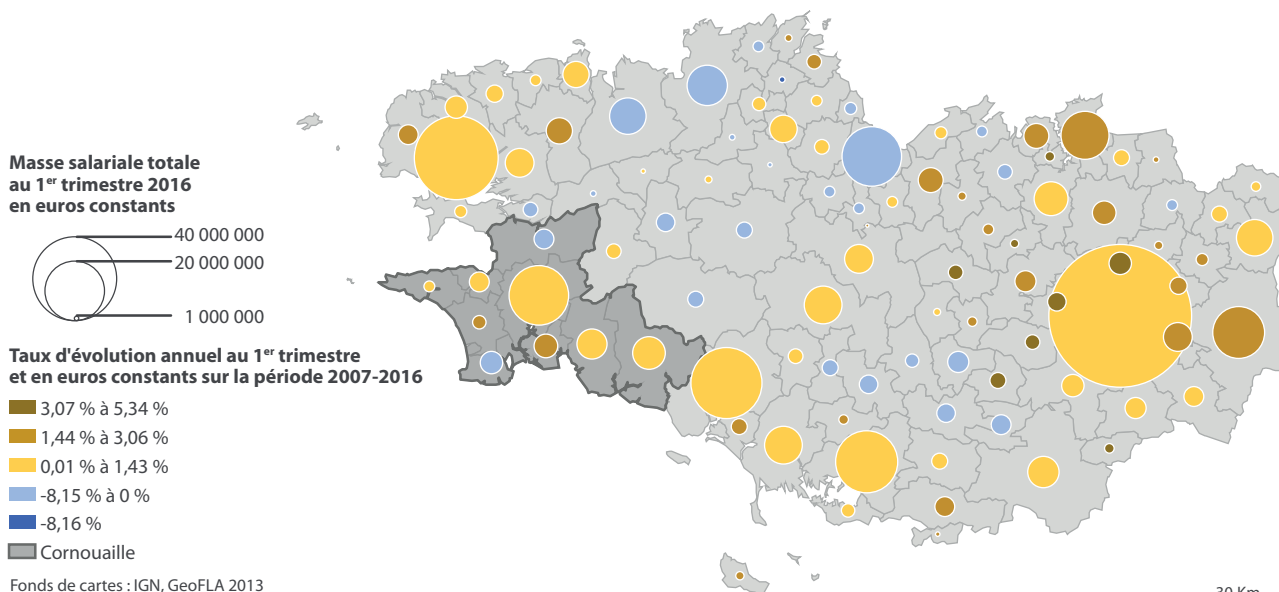 Masse salariale totale
au 1er trimestre 2016
en euros constants
40 000 000
20 000 000
1 000 000
Taux d'évolution annuel au 1er trimestre
et en euros constants sur la période 2007-2016
3,07 % à 5,34 %
1,44 % à 3,06 %
0,01 % à 1,43 %
-8,15 % à 0 %
-8,16 %
Cornouaille
Fonds de cartes : IGN, GeoFLA 2013
30 Km